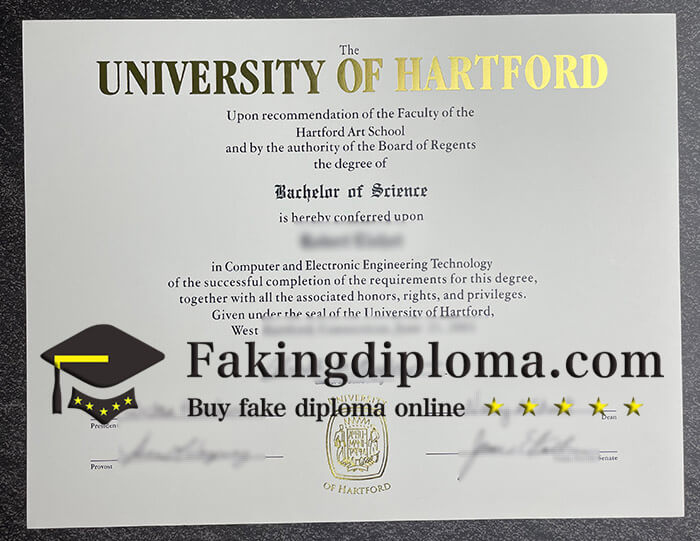 The
UNIVERSITY OF HARTFORD
Upon recommendation of the Faculty of the
Hartford Art School
and by the authority of the Board of Regents
the degree of
Bachelor of Science
is hereby conferred upon
in Computer and Electronic Engineering Technology
of the successful completion of the requirements for this degree,
together with all the associated honors, rights, and privileges.
Given under the seal of the University of Hartford,
West
Fakingdiploma.com
Buy fake diploma online
President
Dean
UNIVERSITY
OF HARTFORD
Provost
Senate